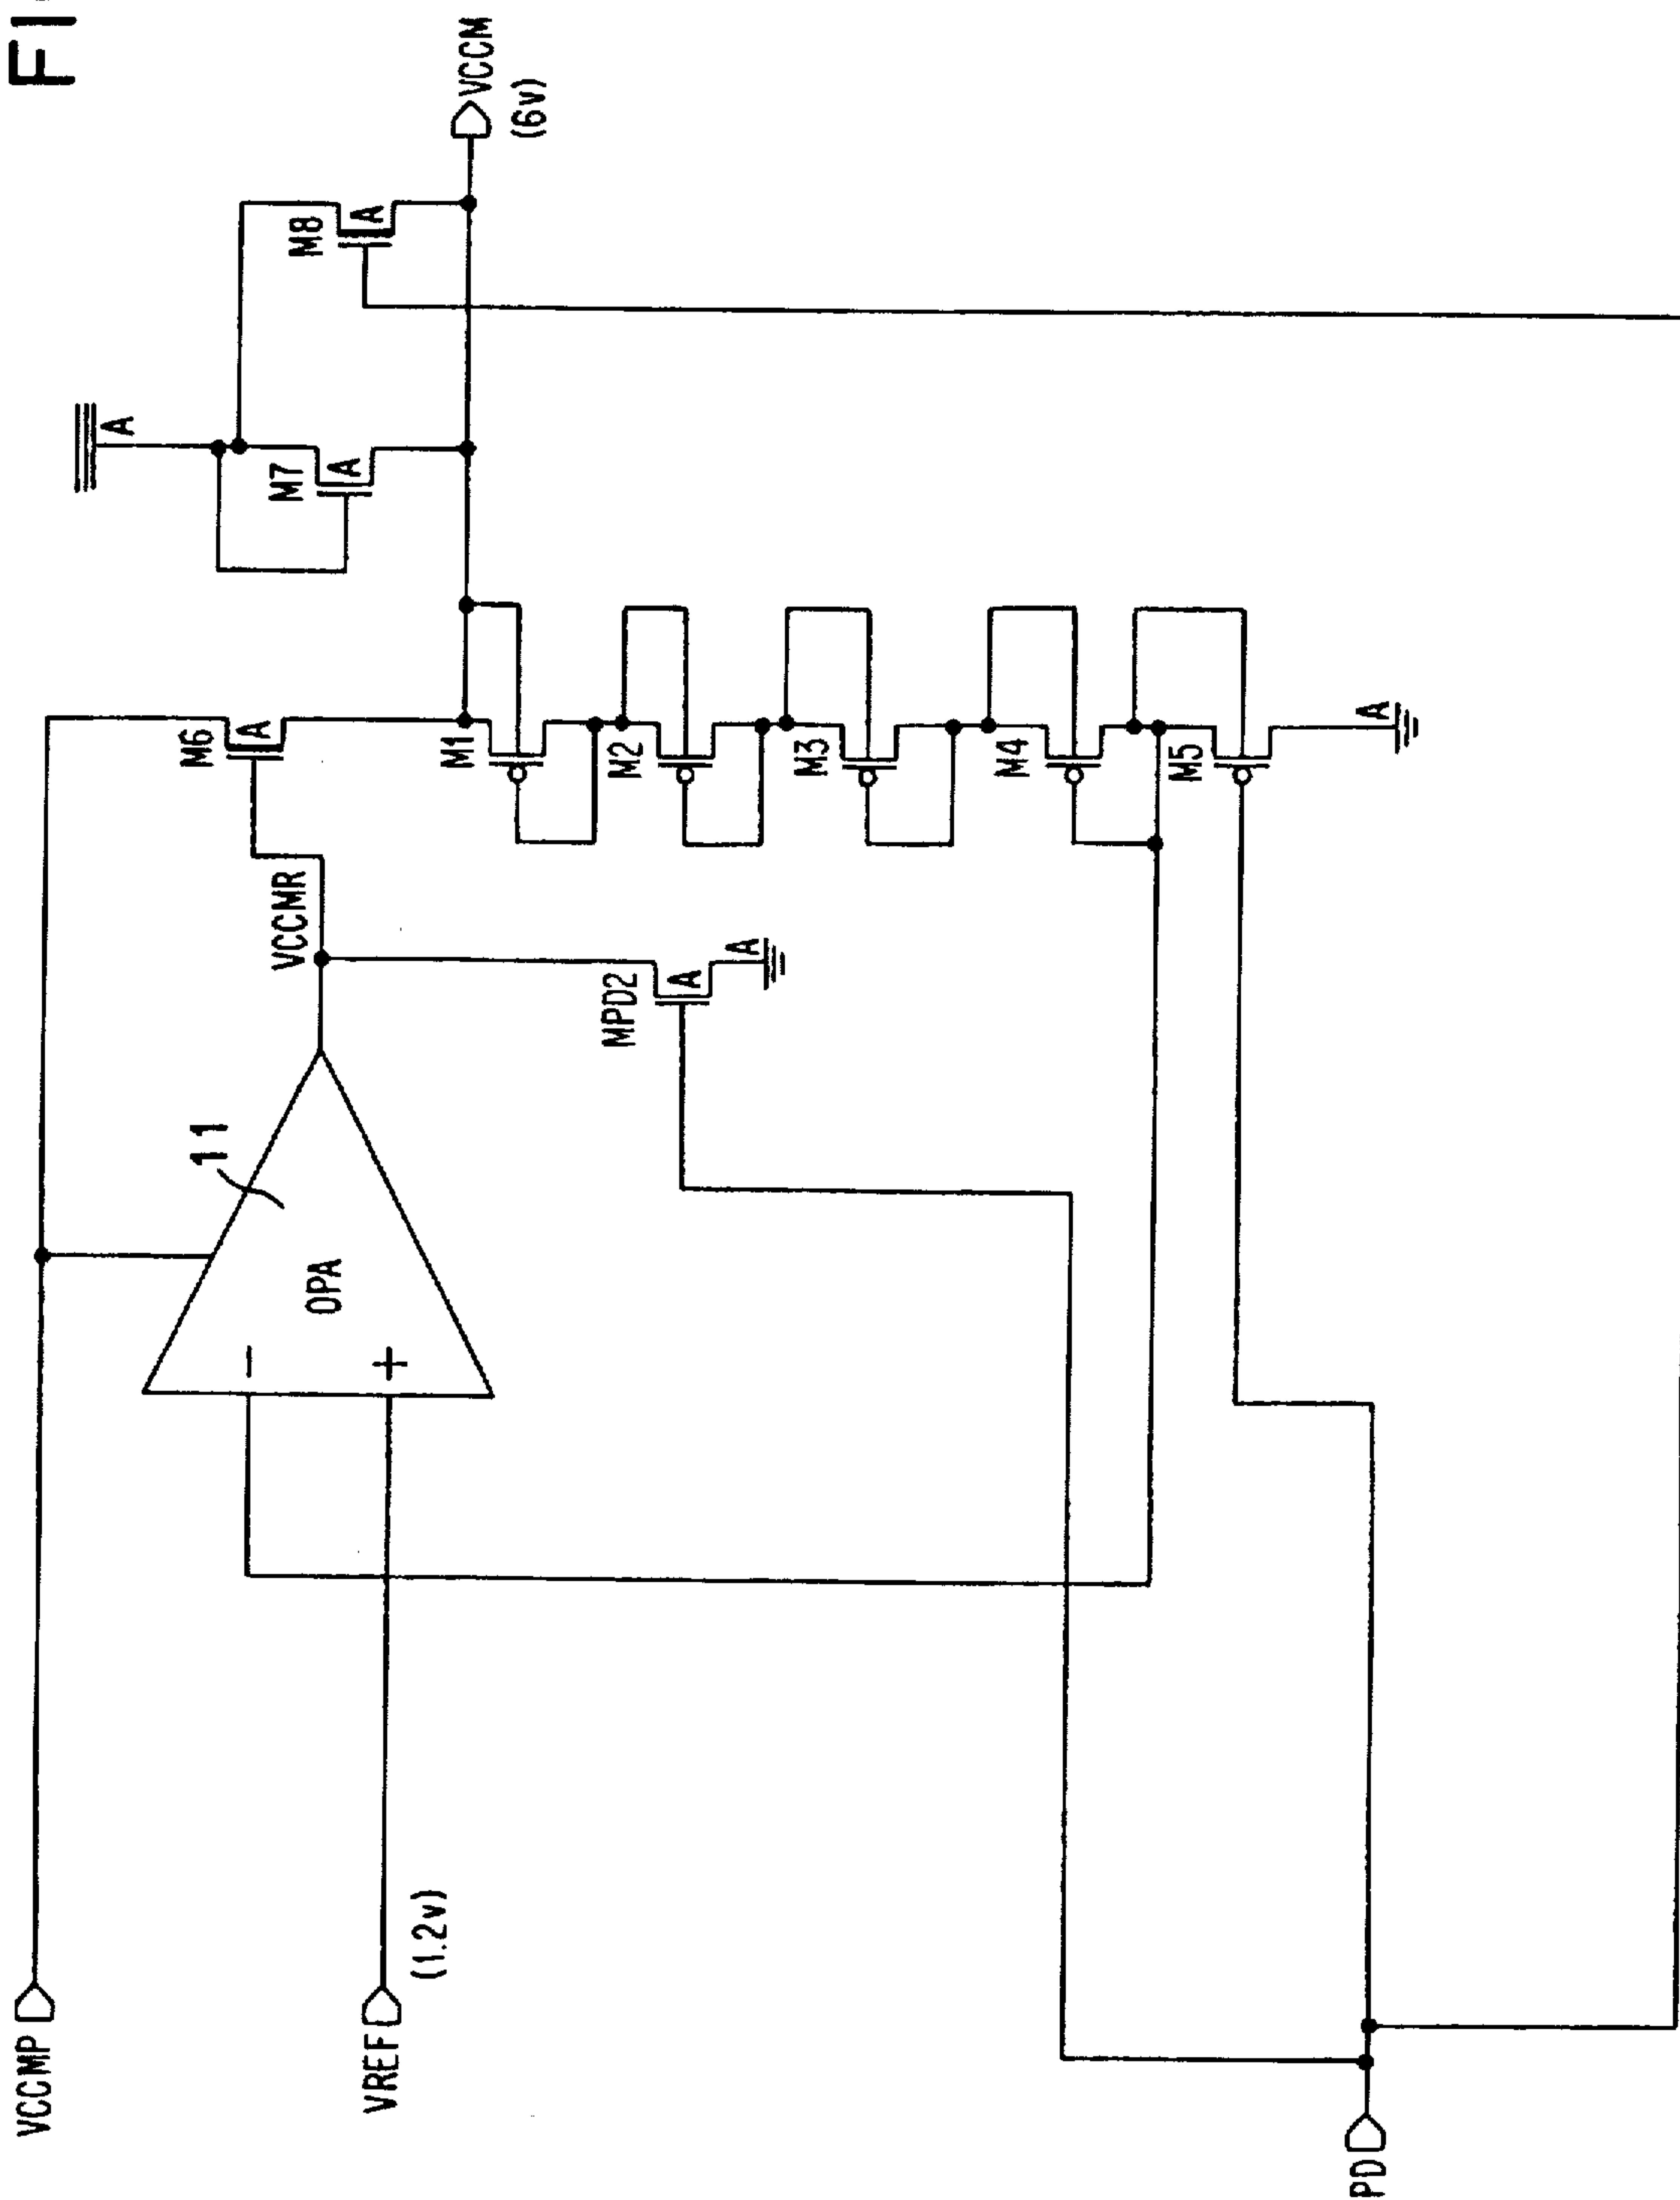 FI
VCCMP
VREF
(1.2v)
PD
OPA
-
+
11
VCCMR
MPD2
A
A
M6
A
M1
M2
M3
M4
M5
A
A
M7
A
M8
A
VCCM
(6v)